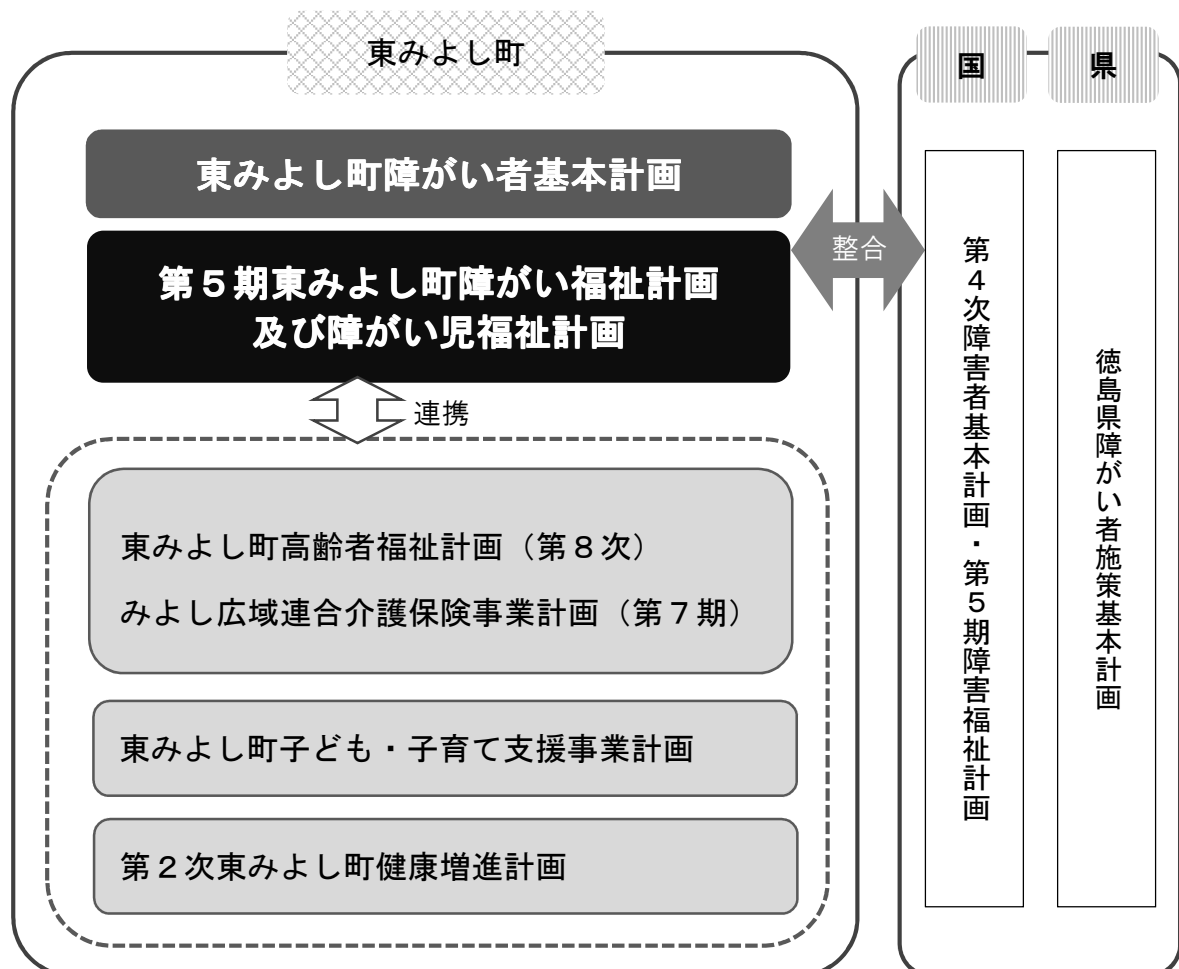 東みよし町
東みよし町障がい者基本計画
第５期東みよし町障がい福祉計画
及び障がい児福祉計画
連携
東みよし町高齢者福祉計画（第８次）
みよし広域連合介護保険事業計画（第７期）
東みよし町子ども・子育て支援事業計画
第２次東みよし町健康増進計画
整合
国
第４次障害者基本計画・第５期障害福祉計画
県
徳島県障がい者施策基本計画